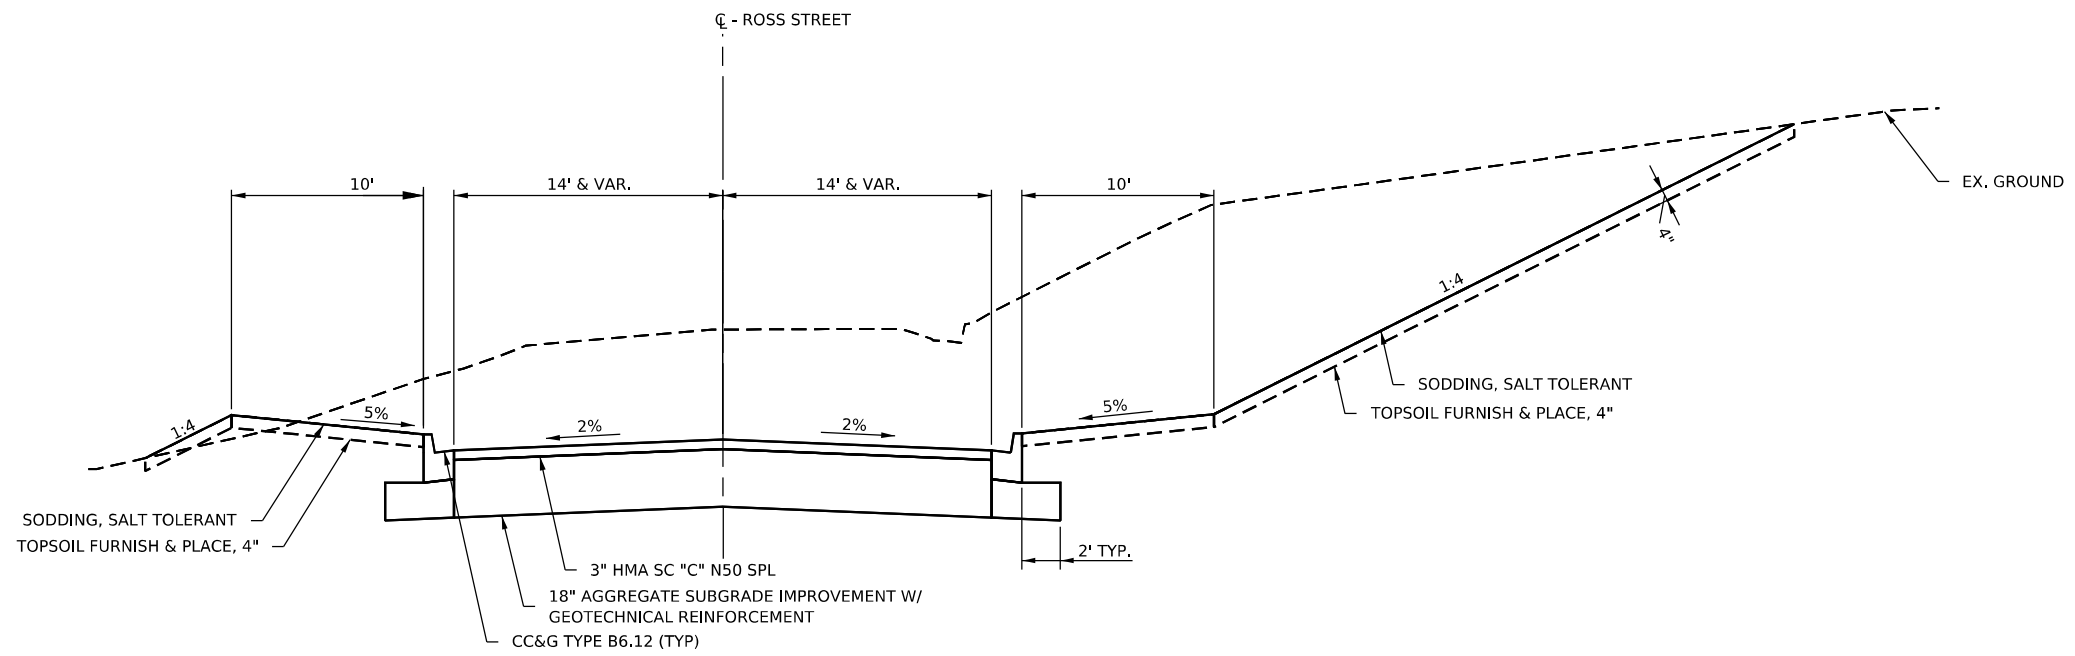 ℄ - ROSS STREET
10'
14' & VAR.
14' & VAR.
10'
EX. GROUND
4"
1:4
1:4
5%
2%
2%
5%
SODDING, SALT TOLERANT
TOPSOIL FURNISH & PLACE, 4"
SODDING, SALT TOLERANT
TOPSOIL FURNISH & PLACE, 4"
2' TYP.
3" HMA SC "C" N50 SPL
18" AGGREGATE SUBGRADE IMPROVEMENT W/
GEOTECHNICAL REINFORCEMENT
CC&G TYPE B6.12 (TYP)